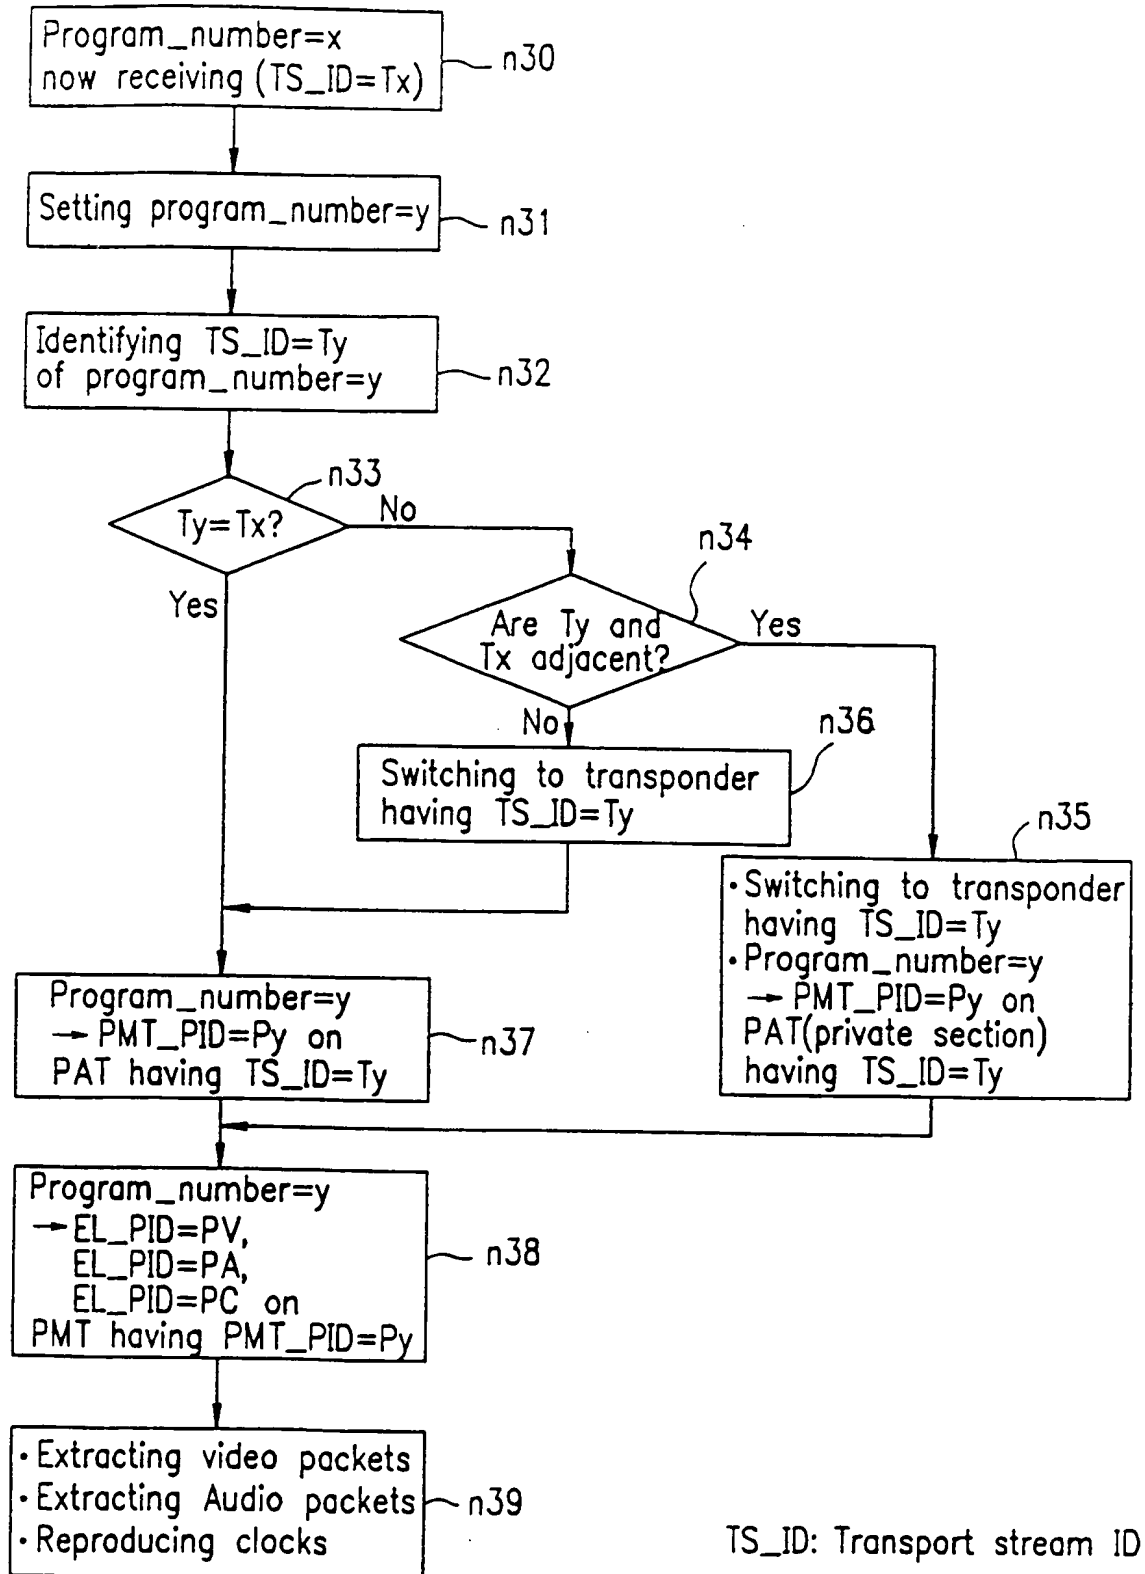 Program_number=x
now receiving (TS_ID=Tx)
n30
Setting program_number=y
n31
Identifying TS_ID=Ty
of program_number=y
n32
n33
Ty=Tx?
No
Yes
n34
Are Ty and
Tx adjacent?
Yes
No
n36
Switching to transponder
having TS_ID=Ty
n35
・Switching to transponder
having TS_ID=Ty
・Program_number=y
→ PMT_PID=Py on
PAT(private section)
having TS_ID=Ty
Program_number=y
→ PMT_PID=Py on
PAT having TS_ID=Ty
n37
Program_number=y
→ EL_PID=PV,
EL_PID=PA,
EL_PID=PC on
PMT having PMT_PID=Py
n38
・Extracting video packets
・Extracting Audio packets
・Reproducing clocks
n39
TS_ID: Transport stream ID